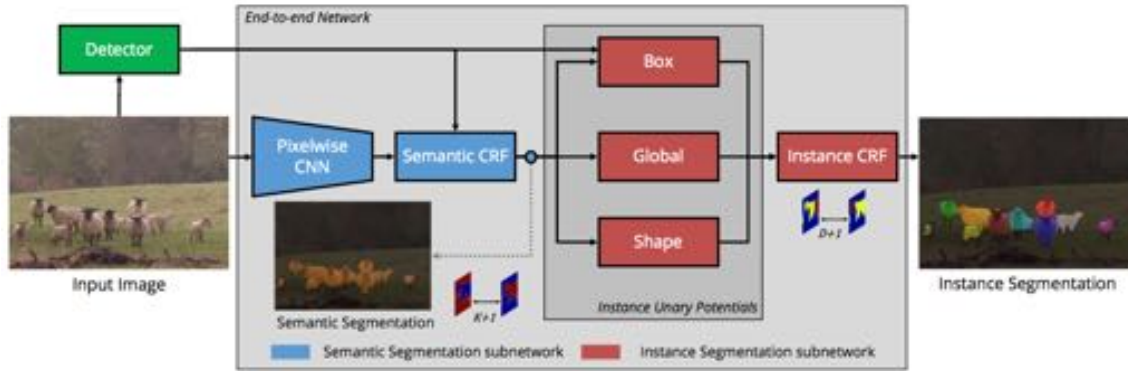 End-to-end Network
Detector
Box
Pixelwise
CNN
Semantic CRF
Global
Instance CRF
D+1
Shape
Input Image
Semantic Segmentation
K+1
Instance Unary Potentials
Instance Segmentation
Semantic Segmentation subnetwork
Instance Segmentation subnetwork